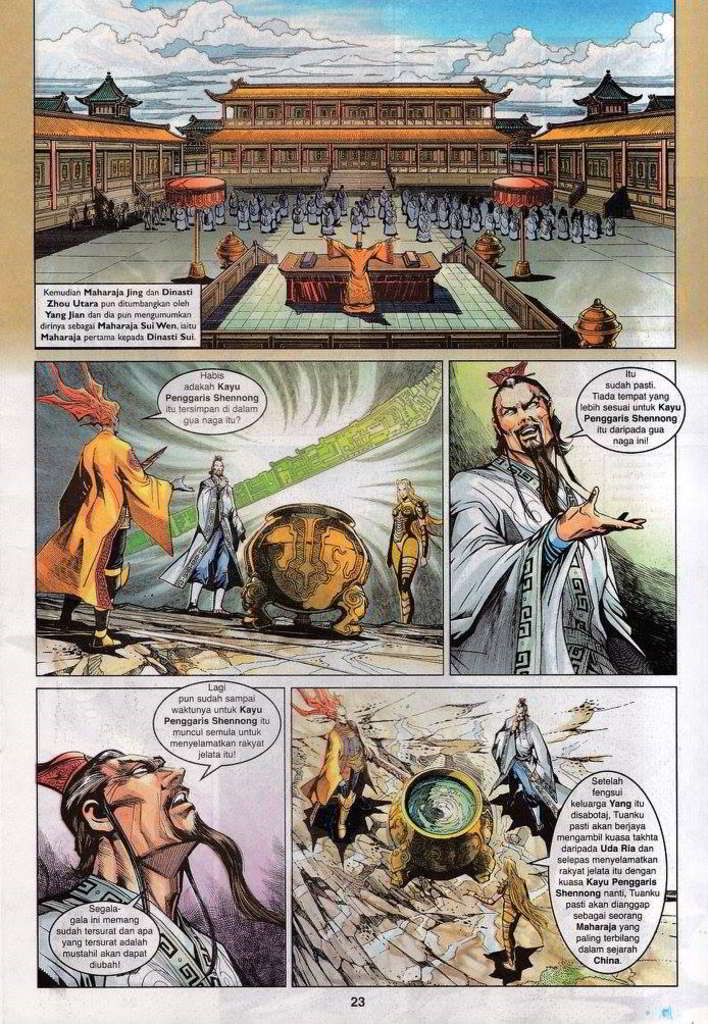 Kemudian Maharaja Jing dan Dinasti
Zhou Utara pun ditumbangkan oleh
Yang Jian dan dia pun mengumumkan
dirinya sebagai Maharaja Sui Wen, iaitu
Maharaja pertama kepada Dinasti Sui.
Habis
adakah Kayu
Penggaris Shennong
itu tersimpan di dalam
gua naga itu?
Itu
sudah pasti.
Tiada tempat yang
lebih sesuai untuk Kayu
Penggaris Shennong
itu daripada gua
naga ini!
Lagi
pun sudah sampai
waktunya untuk Kayu
Penggaris Shennong itu
muncul semula untuk
menyelamatkan rakyat
jelata itu!
Segala-
gala ini memang
sudah tersurat dan apa
yang tersurat adalah
mustahil akan dapat
diubah!
Setelah
fengsui
keluarga Yang itu
disabotaj, Tuanku
pasti akan berjaya
mengambil kuasa takhta
daripada Uda Ria dan
selepas menyelamatkan
rakyat jelata itu dengan
kuasa Kayu Penggaris
Shennong nanti, Tuanku
pasti akan dianggap
sebagai seorang
Maharaja yang
paling terbilang
dalam sejarah
China.
23